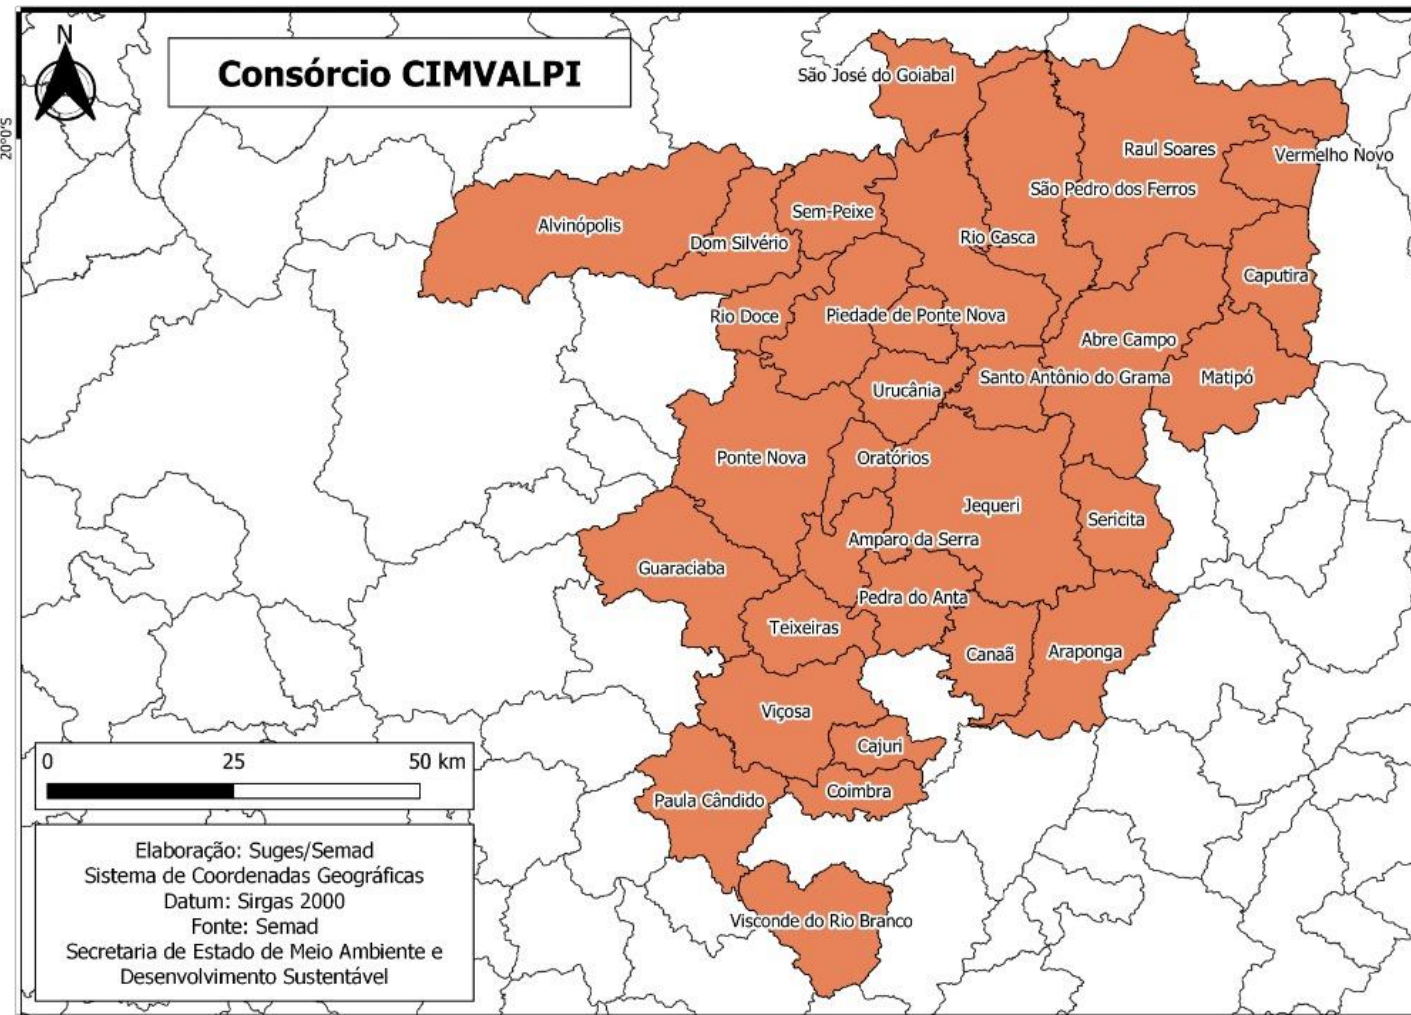 N
Consórcio CIMVALPI
20°0'S
São José do Goiabal
Raul Soares
Vermelho Novo
São Pedro dos Ferros
Sem-Peixe
Alvinópolis
Dom Silvério
Rio Casca
Caputira
Rio Doce
Piedade de Ponte Nova
Abre Campo
Santo Antônio do Grama
Matipó
Urucânia
Ponte Nova
Oratórios
Jequeri
Sericita
Amparo da Serra
Guaraciaba
Pedra do Anta
Teixeiras
Canaã
Araponga
Viçosa
Cajuri
Coimbra
Paula Cândido
Visconde do Rio Branco
0 25 50 km
Elaboração: Suges/Semad
Sistema de Coordenadas Geográficas
Datum: Sirgas 2000
Fonte: Semad
Secretaria de Estado de Meio Ambiente e
Desenvolvimento Sustentável